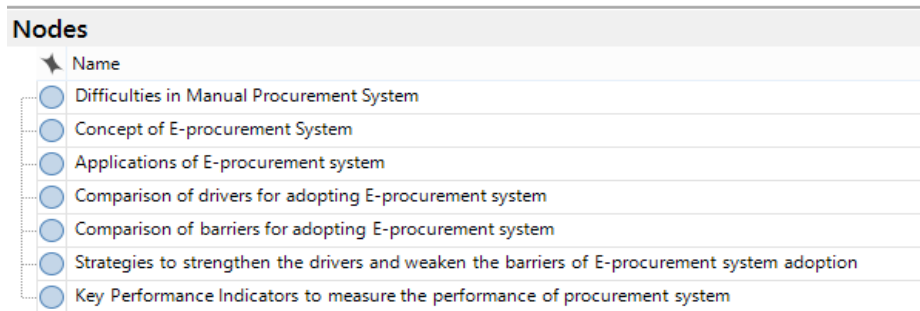 Nodes
Name
Difficulties in Manual Procurement System
Concept of E-procurement System
Applications of E-procurement system
Comparison of drivers for adopting E-procurement system
Comparison of barriers for adopting E-procurement system
Strategies to strengthen the drivers and weaken the barriers of E-procurement system adoption
Key Performance Indicators to measure the performance of procurement system